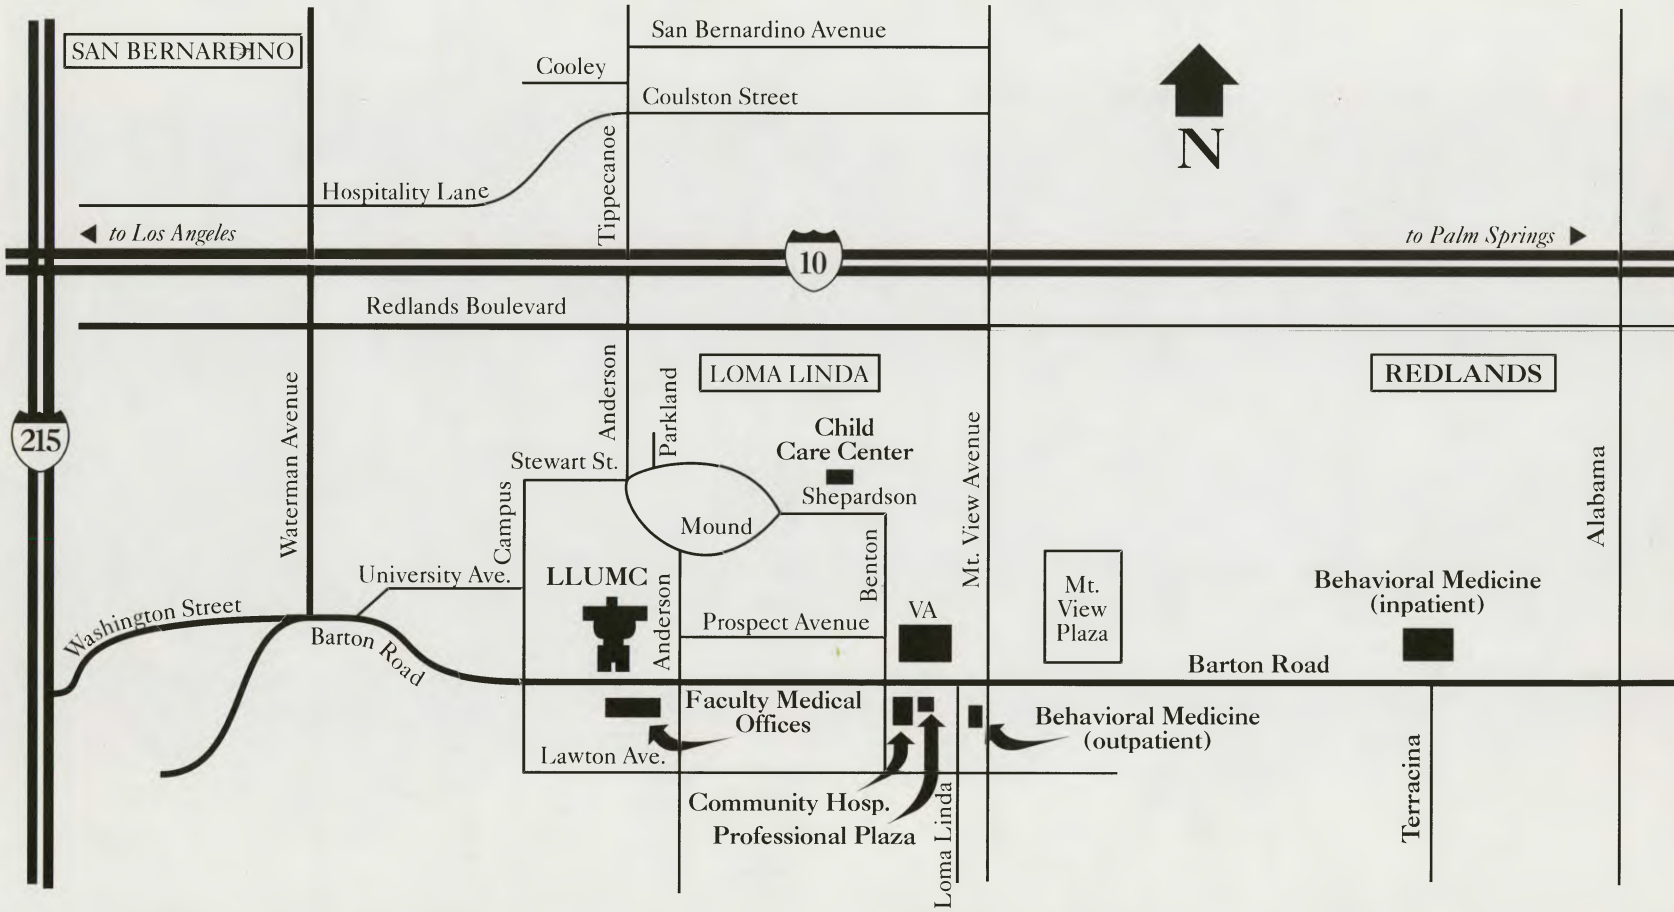 SAN BERNARDINO
San Bernardino Avenue
Cooley
Coulston Street
N
Tippecanoe
Hospitality Lane
to Los Angeles
to Palm Springs
10
Redlands Boulevard
Anderson
Parkland
LOMA LINDA
REDLANDS
Waterman Avenue
215
Child
Care Center
Stewart St.
Shepardson
Mt. View Avenue
Alabama
Campus
Mound
Benton
University Ave.
LLUMC
Anderson
Mt.
View
Plaza
Behavioral Medicine
(inpatient)
Washington Street
VA
Prospect Avenue
Barton Road
Barton Road
Faculty Medical
Offices
Behavioral Medicine
(outpatient)
Lawton Ave.
Community Hosp.
Professional Plaza
Loma Linda
Terracina